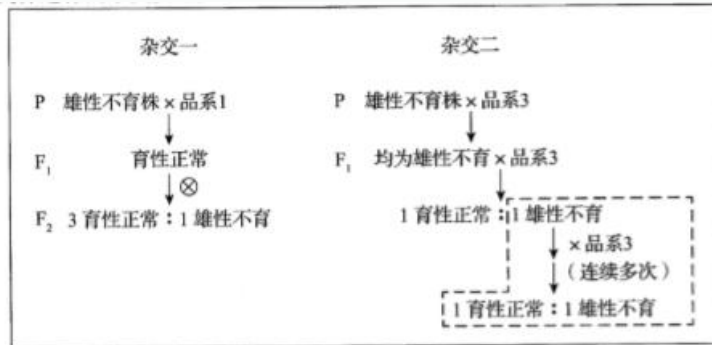 杂交一
P 雄性不育株×品系1
F₁ 育性正常
⊗
F₂ 3 育性正常：1 雄性不育
杂交二
P 雄性不育株×品系3
F₁ 均为雄性不育×品系3
1 育性正常：1 雄性不育
×品系3
（连续多次）
1 育性正常：1 雄性不育